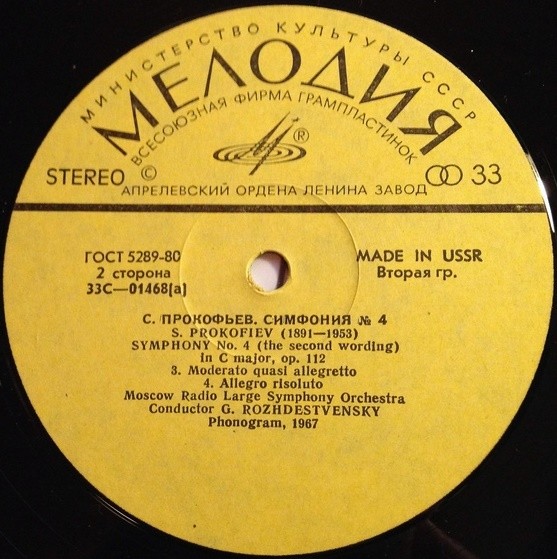 МИНИСТЕРСТВО КУЛЬТУРЫ СССР
МЕЛОДИЯ
ВСЕСОЮЗНАЯ ФИРМА ГРАМПЛАСТИНОК
®
STEREO © 33
АПРЕЛЕВСКИЙ ОРДЕНА ЛЕНИНА ЗАВОД
ГОСТ 5289-80
2 сторона
33С—01468(а)
MADE IN USSR
Вторая гр.
С. ПРОКОФЬЕВ. СИМФОНИЯ № 4
S. PROKOFIEV (1891—1953)
SYMPHONY No. 4 (the second wording)
in C major, op. 112
3. Moderato quasi allegretto
4. Allegro risoluto
Moscow Radio Large Symphony Orchestra
Conductor G. ROZHDESTVENSKY
Phonogram, 1967